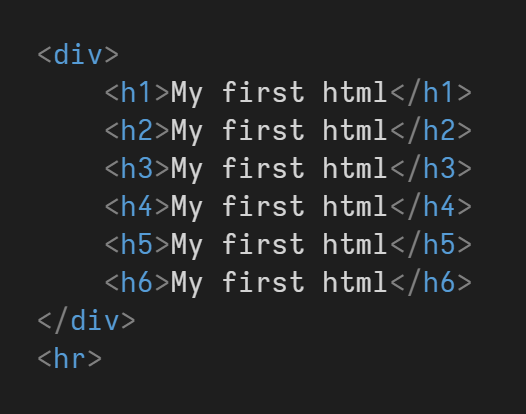 <div>
    <h1>My first html</h1>
    <h2>My first html</h2>
    <h3>My first html</h3>
    <h4>My first html</h4>
    <h5>My first html</h5>
    <h6>My first html</h6>
</div>
<hr>